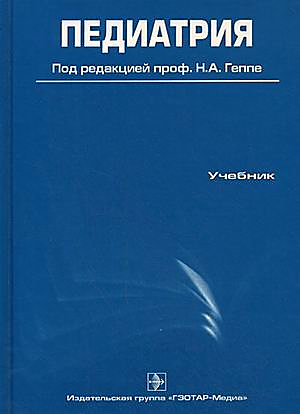 ПЕДИАТРИЯ
Под редакцией проф. Н.А. Геппе
Учебник
Издательская группа «ГЭОТАР-Медиа»